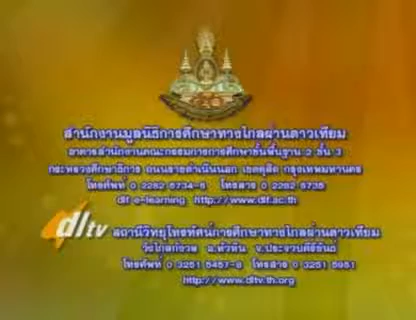 สำนักงานมูลนิธิการศึกษาทางไกลผ่านดาวเทียม
อาคารสำนักงานคณะกรรมการการศึกษาขั้นพื้นฐาน 2 ชั้น 3
กระทรวงศึกษาธิการ ถนนราชดำเนินนอก เขตดุสิต กรุงเทพมหานคร
โทรศัพท์ 0 2282 6734-5 โทรสาร 0 2282 6735
dlf e-learning http://www.dlf.ac.th
dltv สถานีวิทยุโทรทัศน์การศึกษาทางไกลผ่านดาวเทียม
วังไกลกังวล อ.หัวหิน จ.ประจวบคีรีขันธ์
โทรศัพท์ 0 3251 5457-8 โทรสาร 0 3251 5951
http://www.dltv.th.org